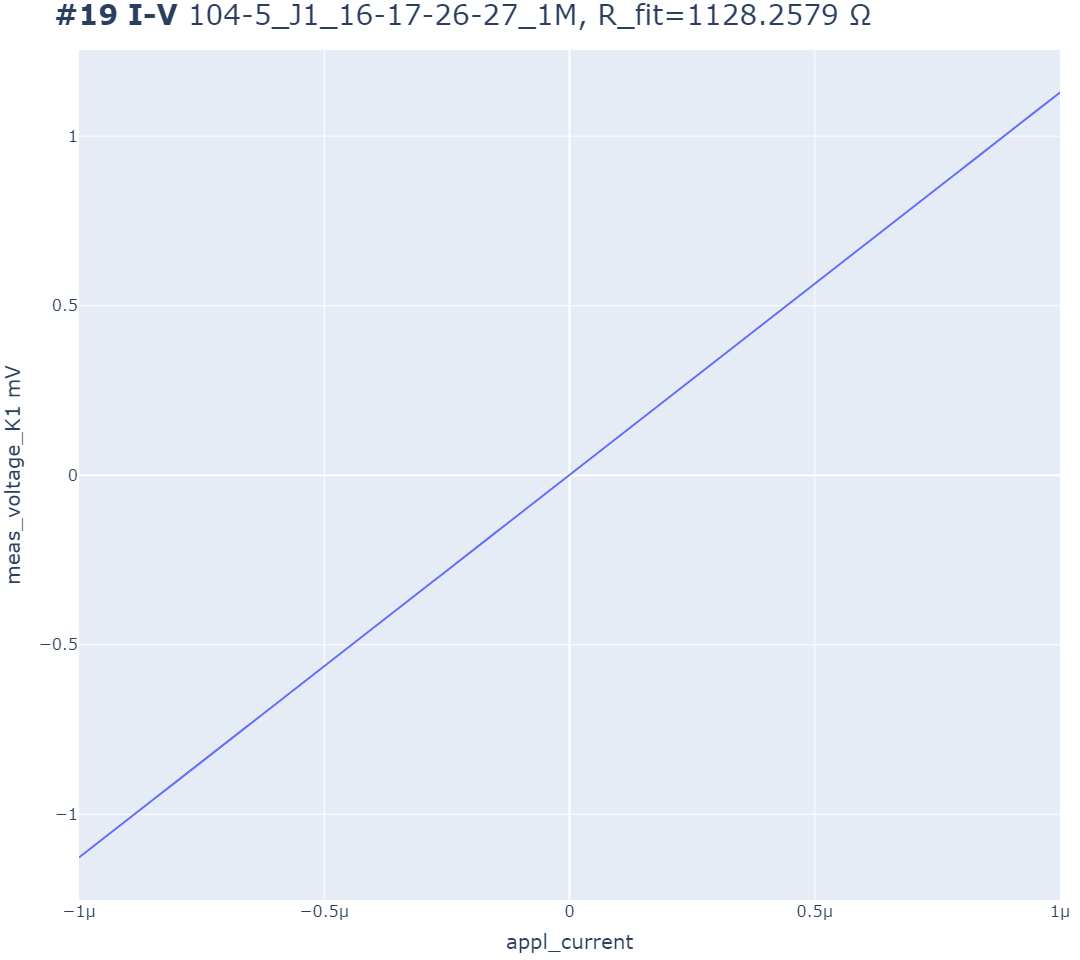 #19 I-V 104-5_J1_16-17-26-27_1M, R_fit=1128.2579 Ω
meas_voltage_K1 mV
1
0.5
0
−0.5
−1
−1μ
−0.5μ
0
0.5μ
1μ
appl_current